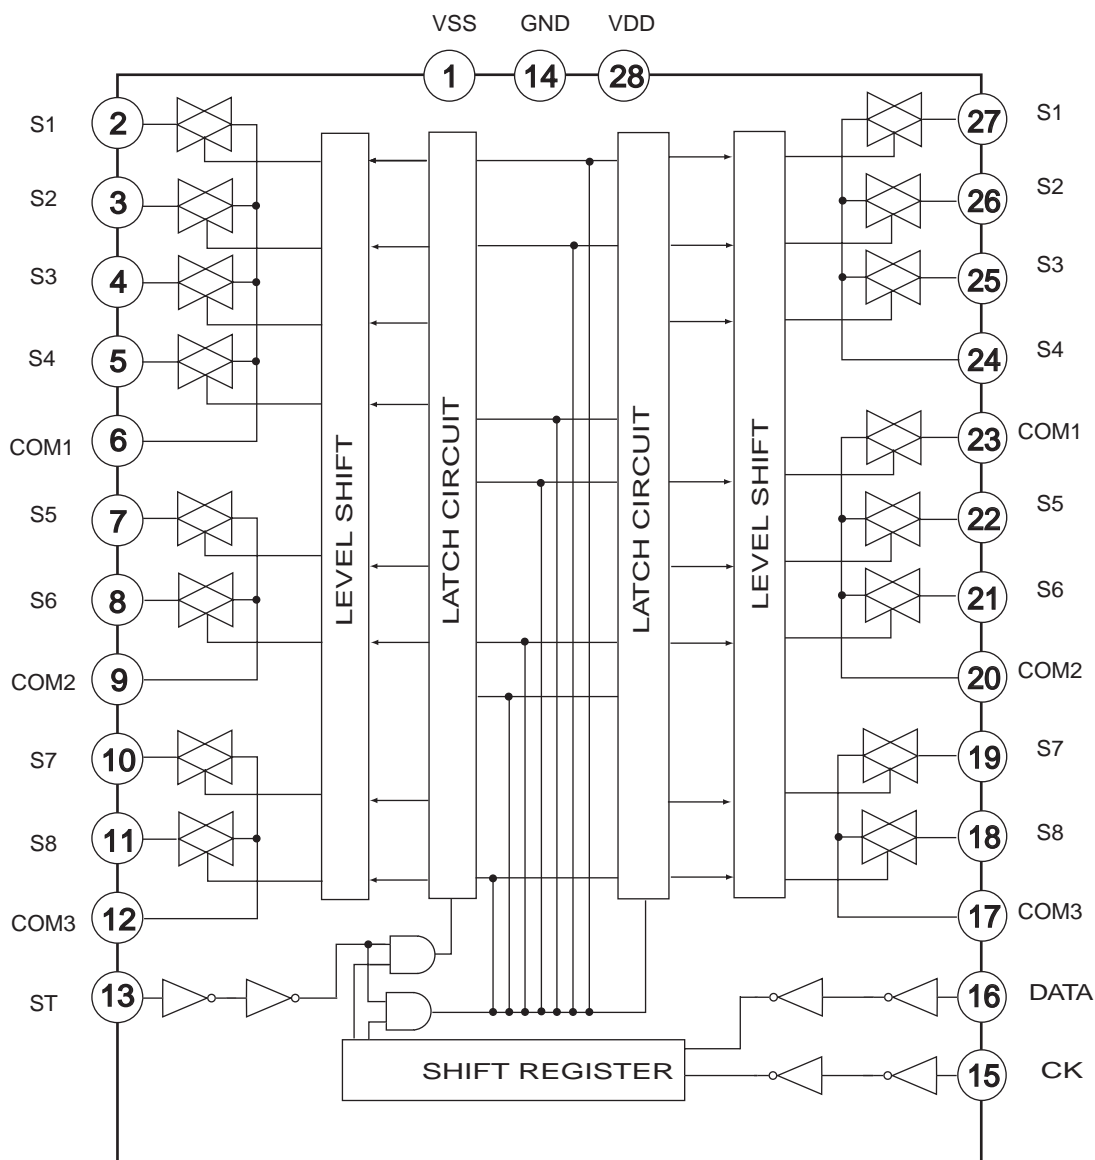 VSS GND VDD
1 14 28
S1 2 27 S1
S2 3 26 S2
S3 4 25 S3
S4 5 24 S4
COM1 6 23 COM1
S5 7 22 S5
S6 8 21 S6
COM2 9 20 COM2
S7 10 19 S7
S8 11 18 S8
COM3 12 17 COM3
ST 13 16 DATA
15 CK
LEVEL SHIFT
LATCH CIRCUIT
LATCH CIRCUIT
LEVEL SHIFT
SHIFT REGISTER